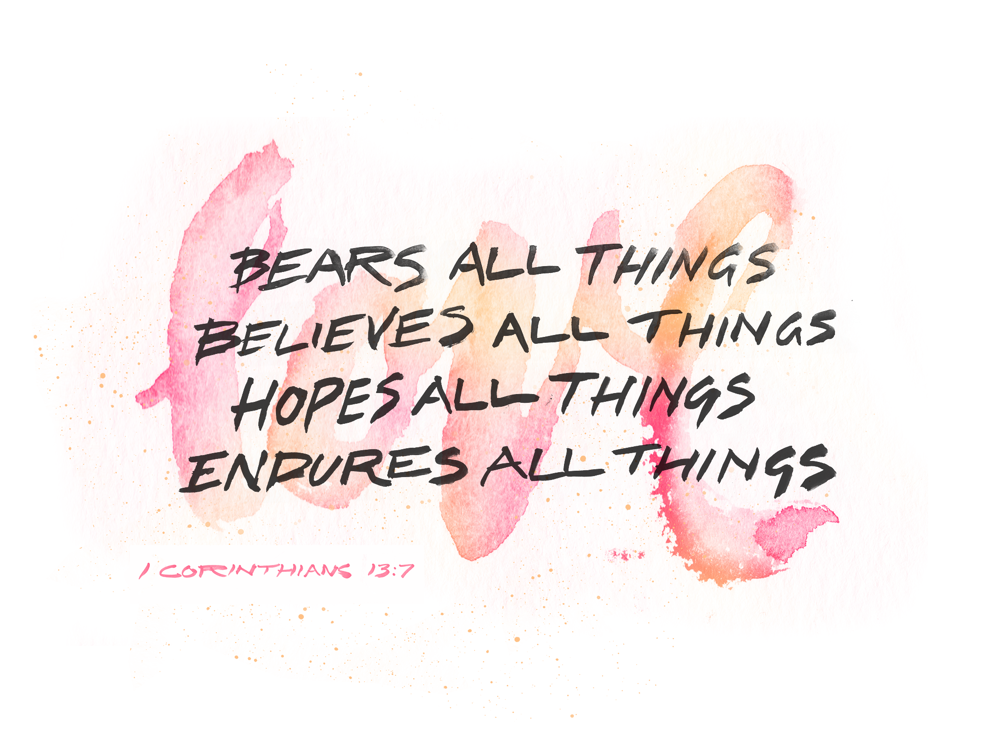 love
BEARS ALL THINGS
BELIEVES ALL THINGS
HOPES ALL THINGS
ENDURES ALL THINGS
1 CORINTHIANS 13:7